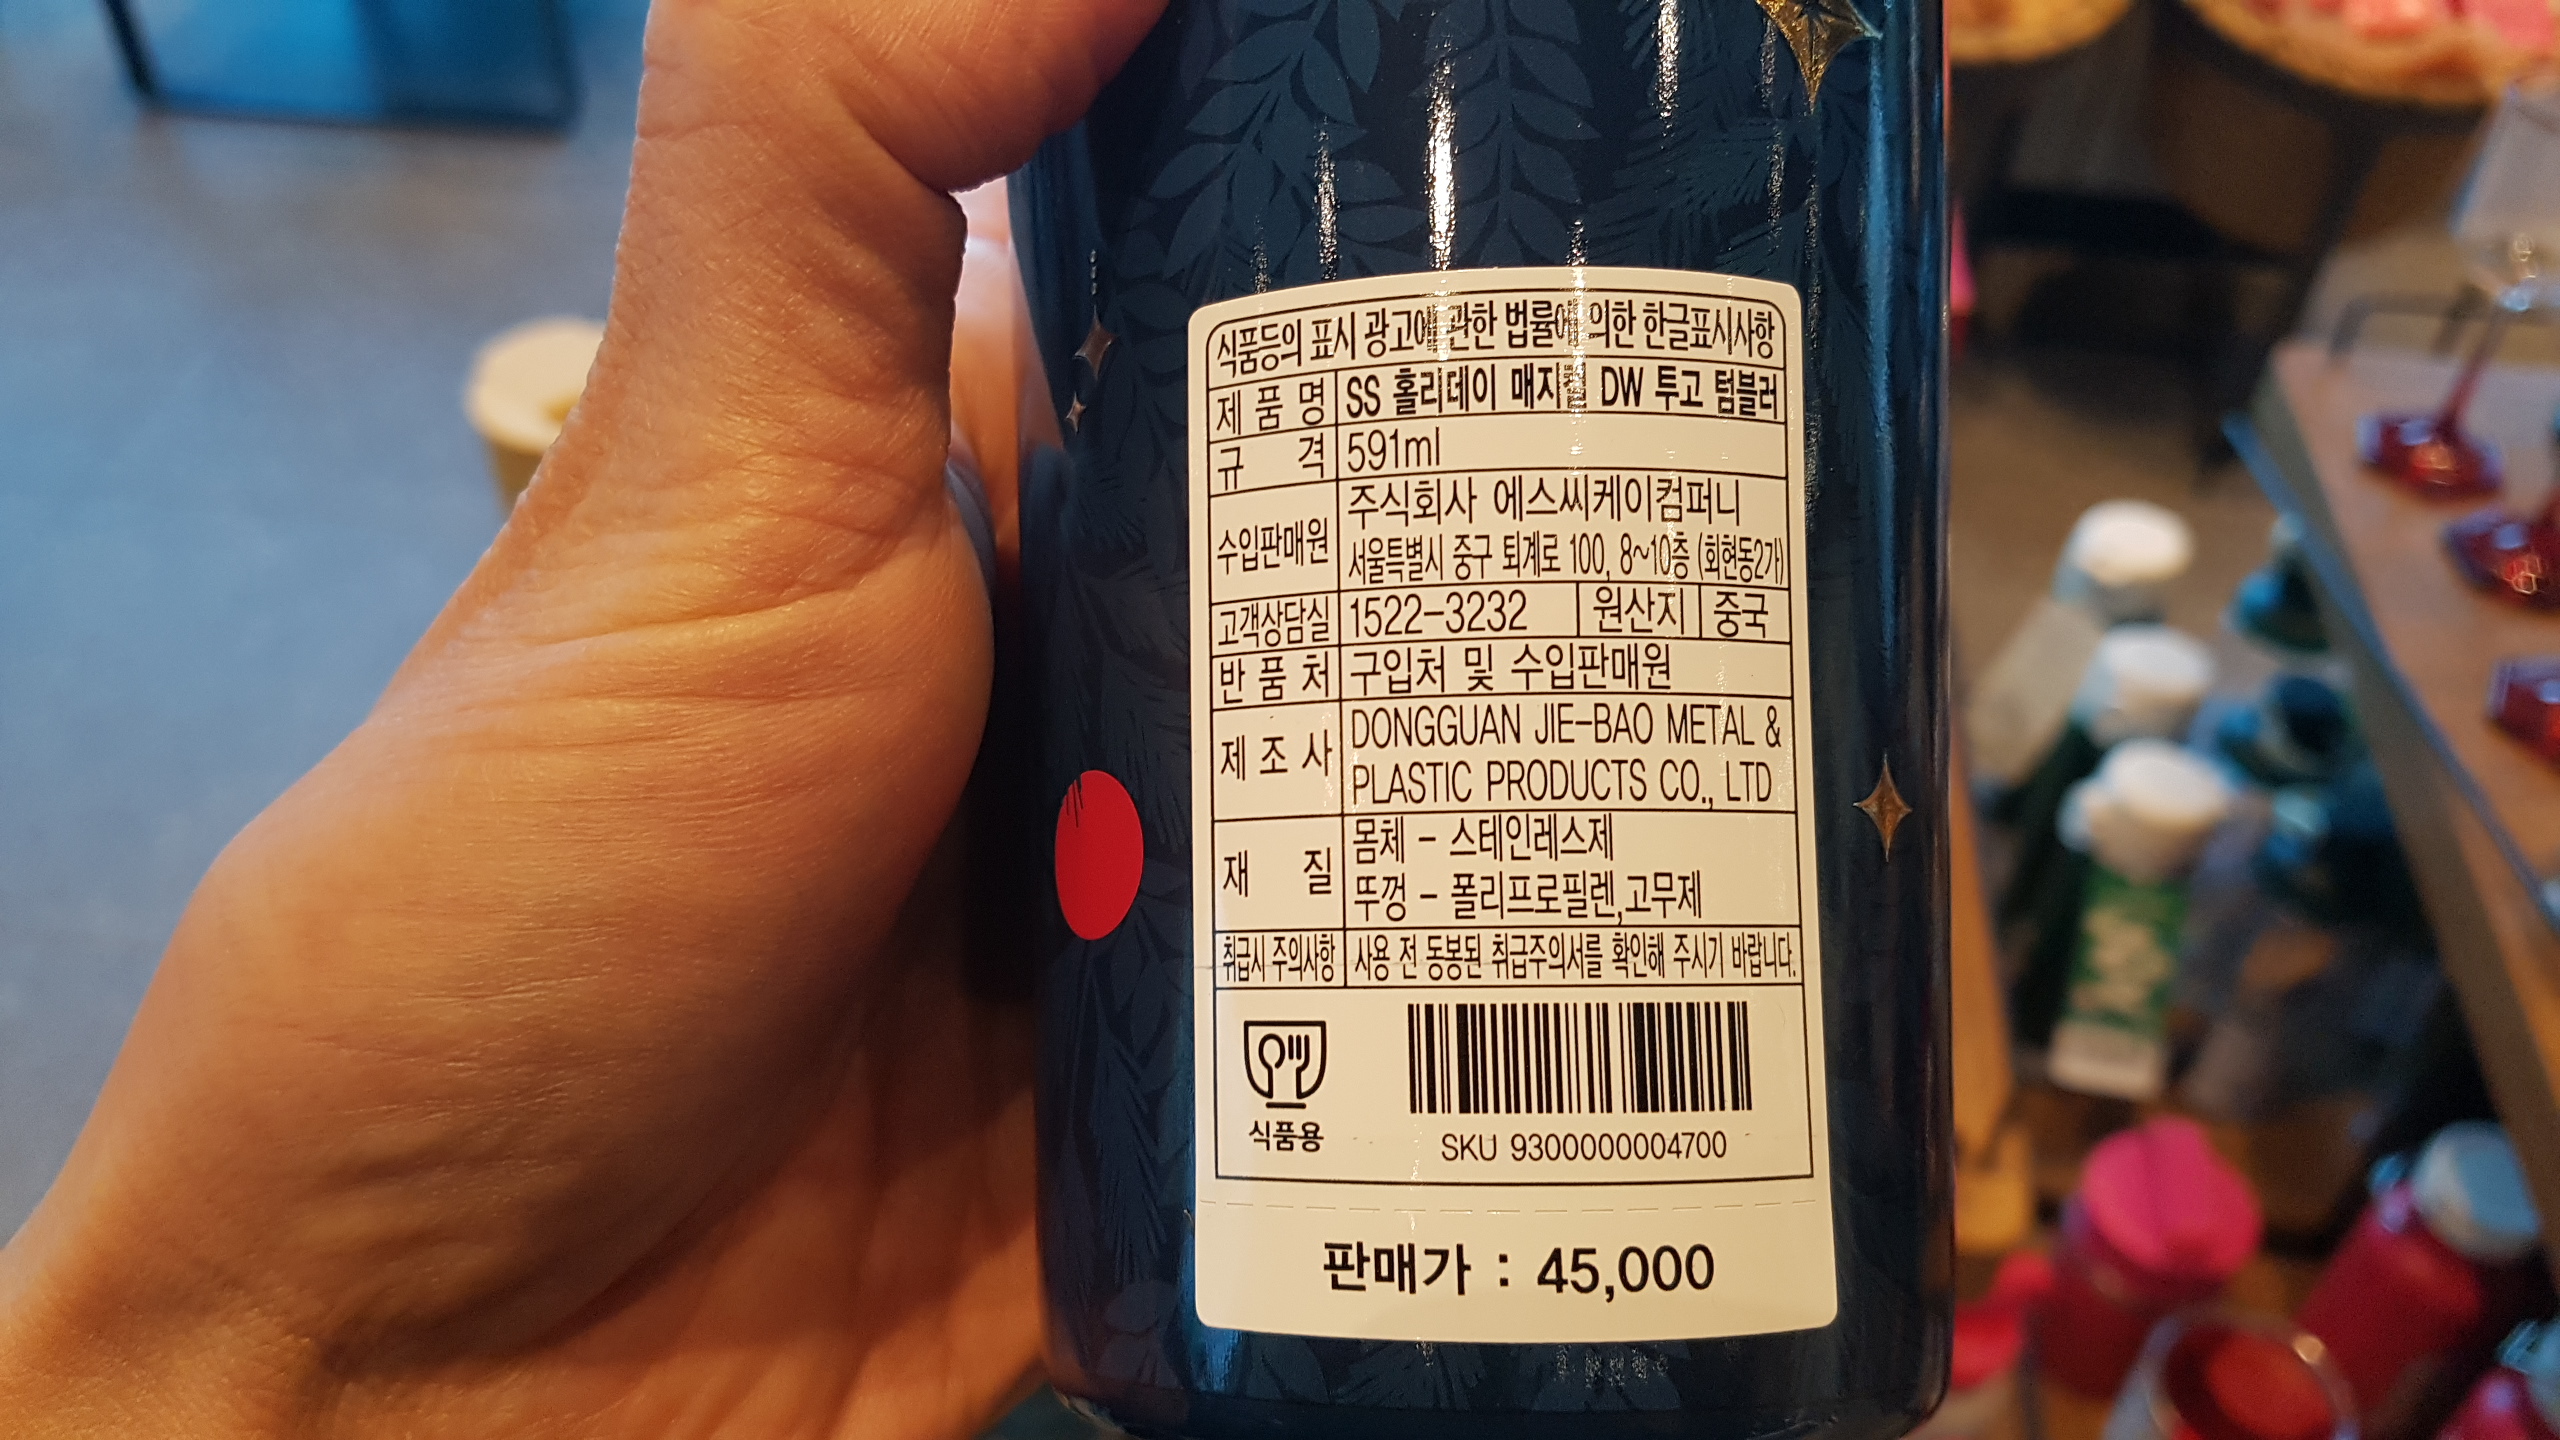 식품등의 표시 광고에 관한 법률에 의한 한글표시사항
제품명 SS 홀리데이 매지컬 DW 투고 텀블러
규격 591ml
수입판매원 주식회사 에스씨케이컴퍼니
서울특별시 중구 퇴계로 100, 8~10층 (회현동2가)
고객상담실 1522-3232 원산지 중국
반품처 구입처 및 수입판매원
제조사 DONGGUAN JIE-BAO METAL &
PLASTIC PRODUCTS CO., LTD
재질 몸체 - 스테인레스제
뚜껑 - 폴리프로필렌,고무제
취급시 주의사항 사용 전 동봉된 취급주의서를 확인해 주시기 바랍니다.
식품용
SKU 9300000004700
판매가 : 45,000